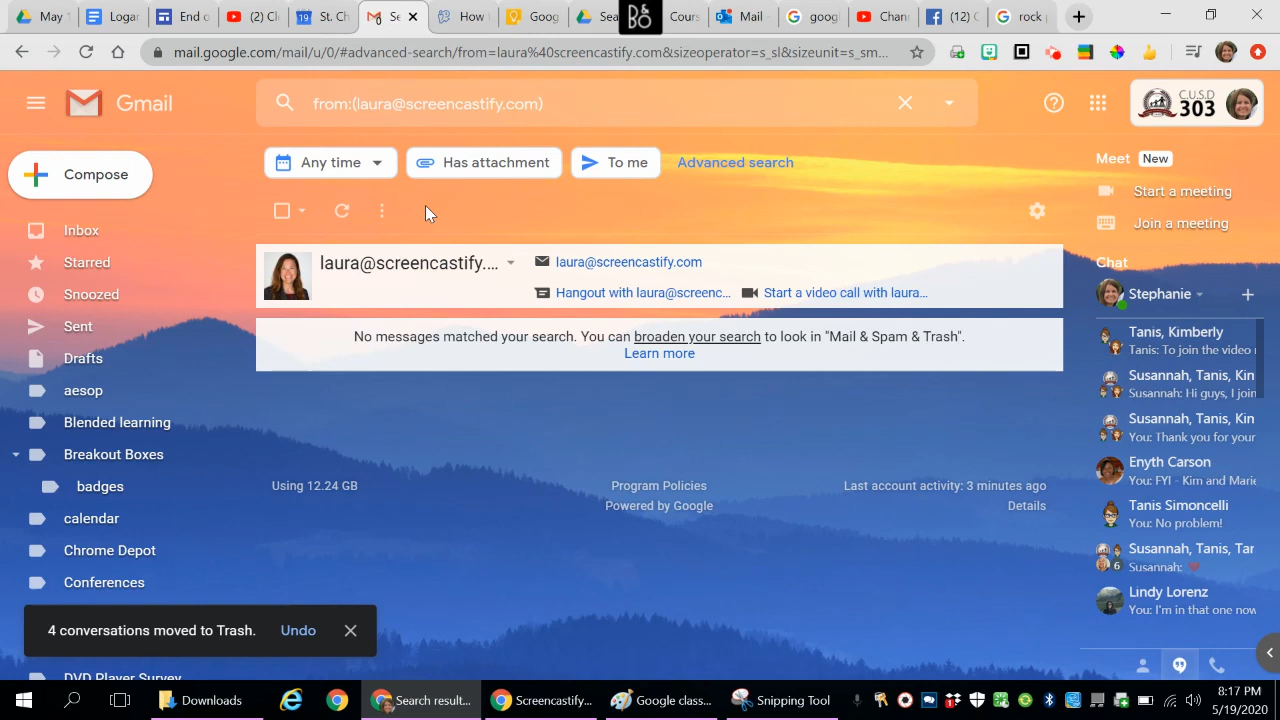 May
Logar
End o
St. Ch
Se
How
Goog
Sear
D&
BO
Cours
Mail
goog
Chan
(12) C
rock
mail.google.com/mail/u/0/#advanced-search/from=laura%40screencastify.com&sizeoperator=s_sl&sizeunit=s_sm...
Gmail
from:(laura@screencastify.com)
C.U.S.D
303
Compose
Any time
Has attachment
To me
Advanced search
Inbox
Starred
Snoozed
Sent
Drafts
aesop
Blended learning
Breakout Boxes
badges
calendar
Chrome Depot
Conferences
DVD Player Survey
laura@screencastify....
laura@screencastify.com
Hangout with laura@screenc...
Start a video call with laura...
No messages matched your search. You can broaden your search to look in "Mail & Spam & Trash".
Learn more
Using 12.24 GB
Program Policies
Powered by Google
Last account activity: 3 minutes ago
Details
Meet New
Start a meeting
Join a meeting
Chat
Stephanie
Tanis, Kimberly
Tanis: To join the video
Susannah, Tanis, Kin
Susannah: Hi guys, I join
Susannah, Tanis, Kin
You: Thank you for your
Enyth Carson
You: FYI - Kim and Marie
Tanis Simoncelli
You: No problem!
Susannah, Tanis, Tar
6
Susannah: ❤
Lindy Lorenz
You: I'm in that one now
4 conversations moved to Trash.
Undo
Downloads
Search result...
Screencastify...
Google class...
Snipping Tool
8:17 PM
5/19/2020